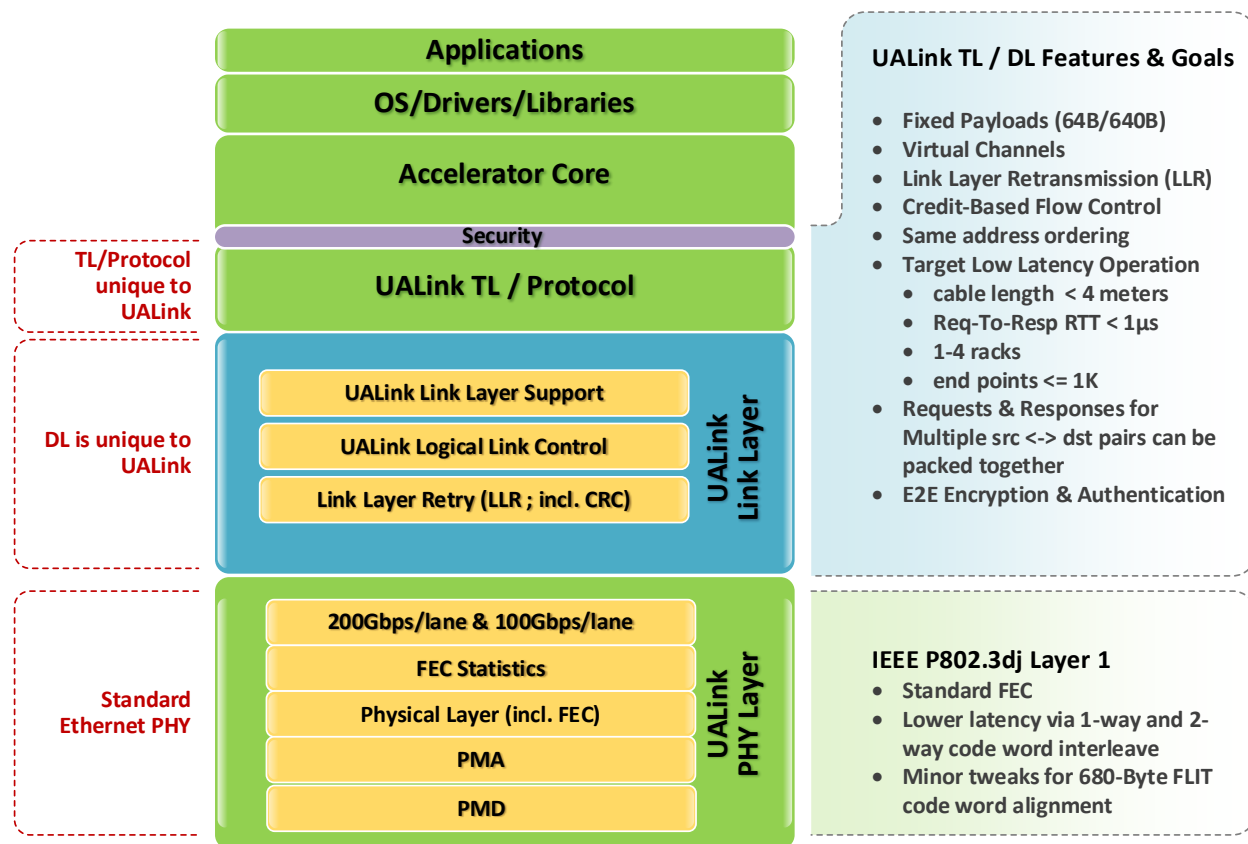 Applications
OS/Drivers/Libraries
Accelerator Core
Security
UALink TL / Protocol
TL/Protocol
unique to
UALink
UALink Link Layer Support
UALink Logical Link Control
Link Layer Retry (LLR ; incl. CRC)
UALink
Link Layer
DL is unique to
UALink
200Gbps/lane & 100Gbps/lane
FEC Statistics
Physical Layer (incl. FEC)
PMA
PMD
UALink
PHY Layer
Standard
Ethernet PHY
UALink TL / DL Features & Goals
• Fixed Payloads (64B/640B)
• Virtual Channels
• Link Layer Retransmission (LLR)
• Credit-Based Flow Control
• Same address ordering
• Target Low Latency Operation
• cable length < 4 meters
• Req-To-Resp RTT < 1µs
• 1-4 racks
• end points <= 1K
• Requests & Responses for
Multiple src <-> dst pairs can be
packed together
• E2E Encryption & Authentication
IEEE P802.3dj Layer 1
• Standard FEC
• Lower latency via 1-way and 2-
way code word interleave
• Minor tweaks for 680-Byte FLIT
code word alignment